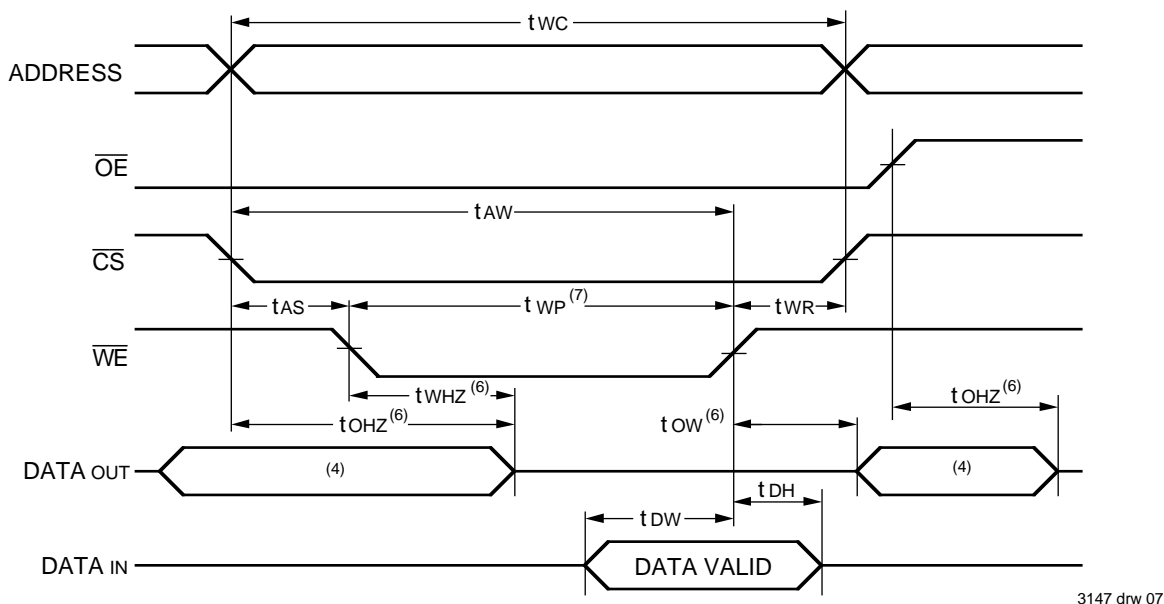 tWC
ADDRESS
OE
tAW
CS
tAS
tWP(7)
tWR
WE
tWHZ(6)
tOHZ(6)
tOW(6)
tOHZ(6)
DATA OUT
(4)
(4)
tDH
tDW
DATA IN
DATA VALID
3147 drw 07